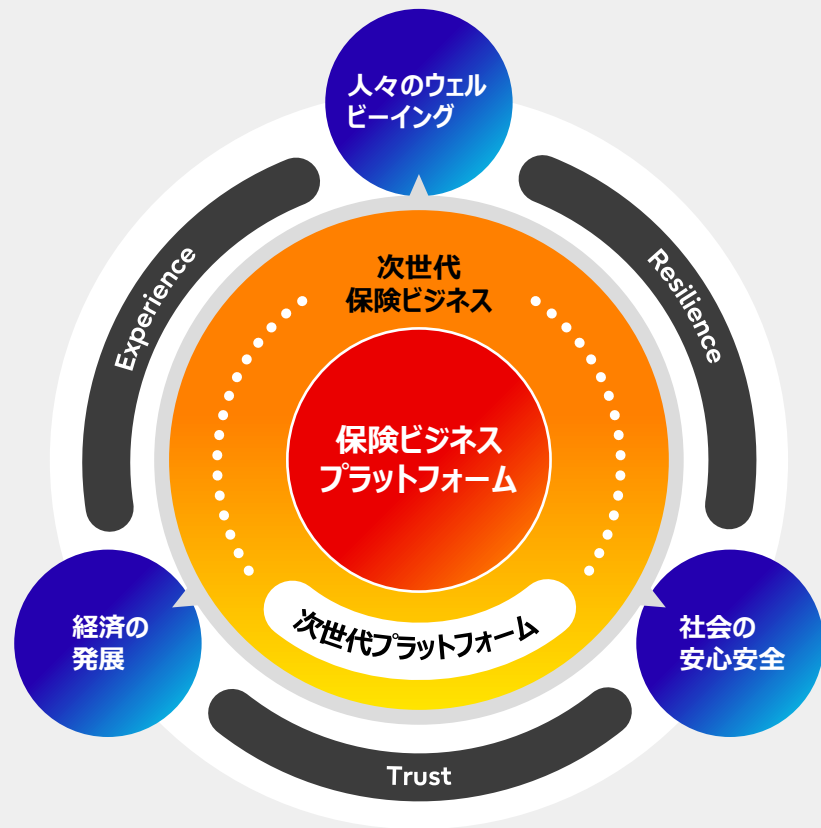 人々のウェル
ビーイング
Experience
Resilience
次世代
保険ビジネス
保険ビジネス
プラットフォーム
次世代プラットフォーム
経済の
発展
社会の
安心安全
Trust